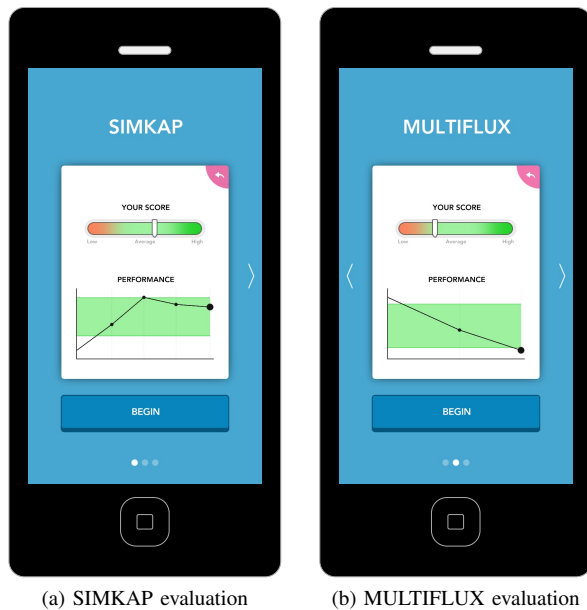 SIMKAP
YOUR SCORE
Low Average High
PERFORMANCE
BEGIN
(a) SIMKAP evaluation
MULTIFLUX
YOUR SCORE
Low Average High
PERFORMANCE
BEGIN
(b) MULTIFLUX evaluation